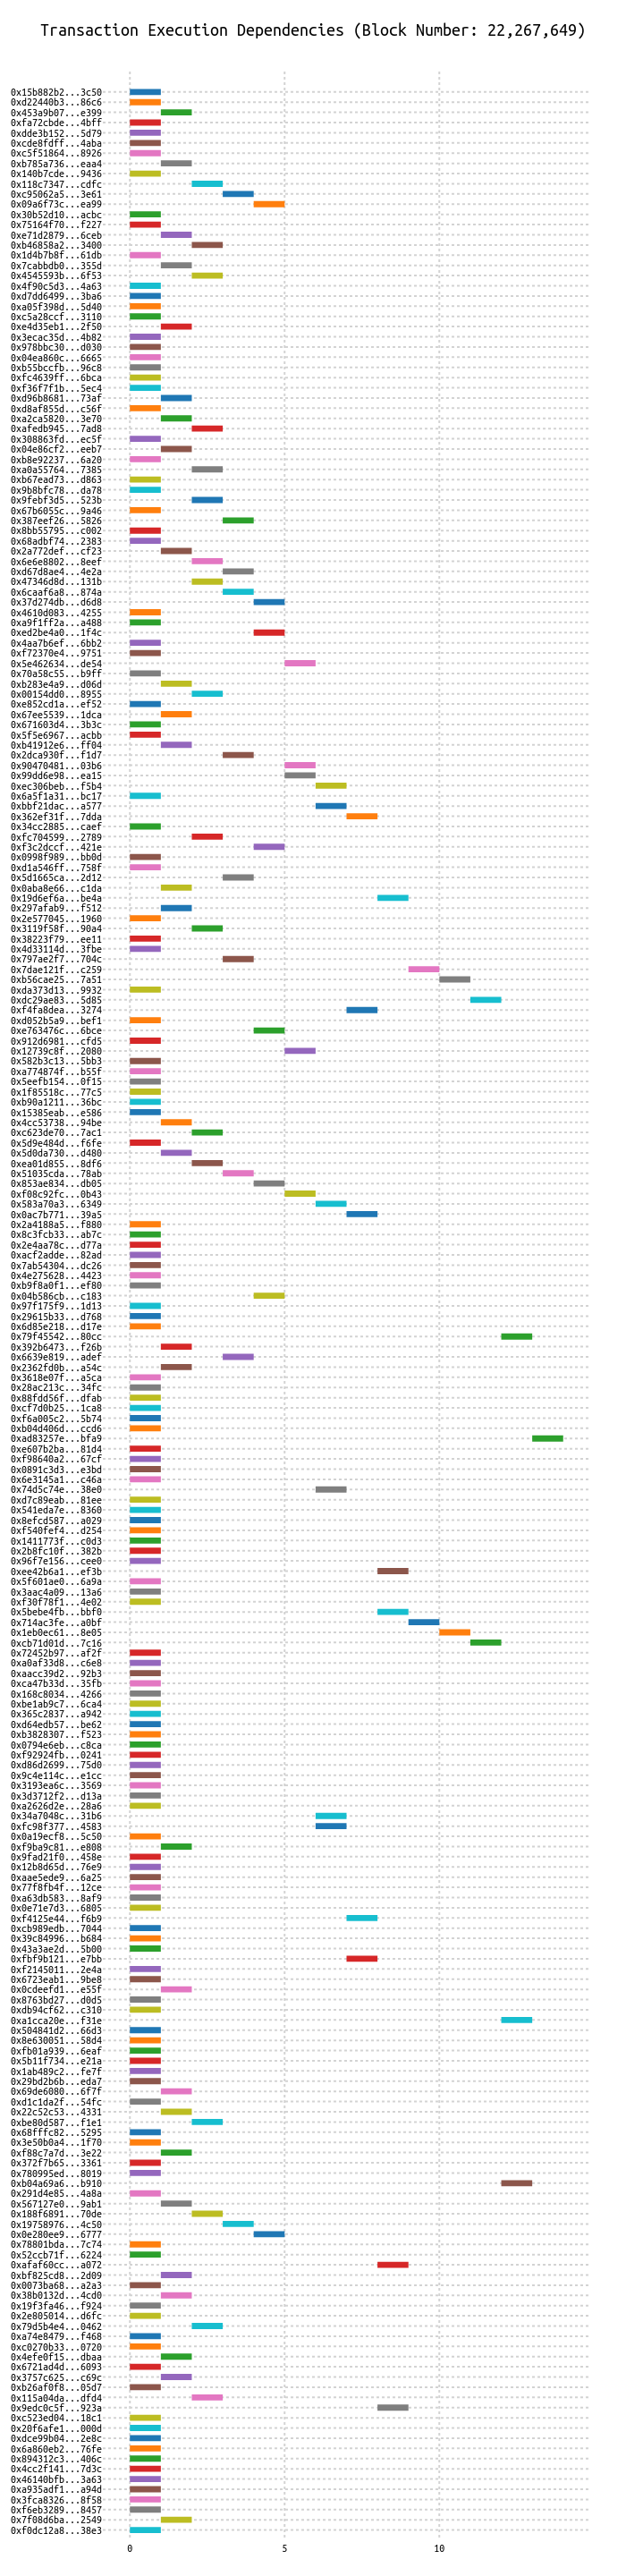 Transaction Execution Dependencies (Block Number: 22,267,649)
0x15b882b2...3c50
0xd22440b3...86c6
0x453a9b07...e399
0xfa72cbde...4bff
0xdde3b152...5d79
0xcde8fdff...4aba
0xc5f51864...8926
0xb785a736...eaa4
0x140b7cde...9436
0x118c7347...cdfc
0xc95062a5...3e61
0x09a6f73c...ea99
0x30b52d10...acbc
0x75164f70...f227
0xe71d2879...6ceb
0xb46858a2...3400
0x1d4b7b8f...61db
0x7cabbdb0...355d
0x4545593b...6f53
0x4f90c5d3...4a63
0xd7dd6499...3ba6
0xa05f398d...5d40
0xc5a28ccf...3110
0xe4d35eb1...2f50
0x3ecac35d...4b82
0x978bbc30...d030
0x04ea860c...6665
0xb55bccfb...96c8
0xfc4639ff...6bca
0xf36f7f1b...5ec4
0xd96b8681...73af
0xd8af855d...c56f
0xa2ca5820...3e70
0xafedb945...7ad8
0x308863fd...ec5f
0x04e86cf2...eeb7
0xb8e92237...6a20
0xa0a55764...7385
0xb67ead73...d863
0x9b8bfc78...da78
0x9febf3d5...523b
0x67b6055c...9a46
0x387eef26...5826
0x8bb55795...c002
0x68adbf74...2383
0x2a772def...cf23
0x6e6e8802...8eef
0xd67d8ae4...4e2a
0x47346d8d...131b
0x6caaf6a8...874a
0x37d274db...d6d8
0x4610d083...4255
0xa9f1ff2a...a488
0xed2be4a0...1f4c
0x4aa7b6ef...6bb2
0xf72370e4...9751
0x5e462634...de54
0x70a58c55...b9ff
0xb283e4a9...d06d
0x00154dd0...8955
0xe852cd1a...ef52
0x67ee5539...1dca
0x671603d4...3b3c
0x5f5e6967...acbb
0xb41912e6...ff04
0x2dca930f...f1d7
0x90470481...03b6
0x99dd6e98...ea15
0xec306beb...f5b4
0x6a5f1a31...bc17
0xbbf21dac...a577
0x362ef31f...7dda
0x34cc2885...caef
0xfc704599...2789
0xf3c2dccf...421e
0x0998f989...bb0d
0xd1a546ff...758f
0x5d1665ca...2d12
0x0aba8e66...c1da
0x19d6ef6a...be4a
0x297afab9...f512
0x2e577045...1960
0x3119f58f...90a4
0x38223f79...ee11
0x4d33114d...3fbe
0x797ae2f7...704c
0x7dae121f...c259
0xb56cae25...7a51
0xda373d13...9932
0xdc29ae83...5d85
0xf4fa8dea...3274
0xd052b5a9...bef1
0xe763476c...6bce
0x912d6981...cfd5
0x12739c8f...2080
0x582b3c13...5bb3
0xa774874f...b55f
0x5eefb154...0f15
0x1f85518c...77c5
0xb90a1211...36bc
0x15385eab...e586
0x4cc53738...94be
0xc623de70...7ac1
0x5d9e484d...f6fe
0x5d0da730...d480
0xea01d855...8df6
0x51035cda...78ab
0x853ae834...db05
0xf08c92fc...0b43
0x583a70a3...6349
0x0ac7b771...39a5
0x2a4188a5...f880
0x8c3fcb33...ab7c
0x2e4aa78c...d77a
0xacf2adde...82ad
0x7ab54304...dc26
0x4e275628...4423
0xb9f8a0f1...ef80
0x04b586cb...c183
0x97f175f9...1d13
0x29615b33...d768
0x6d85e218...d17e
0x79f45542...80cc
0x392b6473...f26b
0x6639e819...adef
0x2362fd0b...a54c
0x3618e07f...a5ca
0x28ac213c...34fc
0x88fdd56f...dfab
0xcf7d0b25...1ca8
0xf6a005c2...5b74
0xb04d406d...ccd6
0xad83257e...bfa9
0xe607b2ba...81d4
0xf98640a2...67cf
0x0891c3d3...e3bd
0x6e3145a1...c46a
0x74d5c74e...38e0
0xd7c89eab...81ee
0x541eda7e...8360
0x8efcd587...a029
0xf540fef4...d254
0x1411773f...c0d3
0x2b8fc10f...382b
0x96f7e156...cee0
0xee42b6a1...ef3b
0x5f601ae0...6a9a
0x3aac4a09...13a6
0xf30f78f1...4e02
0x5bebe4fb...bbf0
0x714ac3fe...a0bf
0x1eb0ec61...8e05
0xcb71d01d...7c16
0x72452b97...af2f
0xa0af33d8...c6e8
0xaacc39d2...92b3
0xca47b33d...35fb
0x168c8034...4266
0xbe1ab9c7...6ca4
0x365c2837...a942
0xd64edb57...be62
0xb3828307...f523
0x0794e6eb...c8ca
0xf92924fb...0241
0xd86d2699...75d0
0x9c4e114c...e1cc
0x3193ea6c...3569
0x3d3712f2...d13a
0xa2626d2e...28a6
0x34a7048c...31b6
0xfc98f377...4583
0x0a19ecf8...5c50
0xf9ba9c81...e808
0x9fad21f0...458e
0x12b8d65d...76e9
0xaae5ede9...6a25
0x77f8fb4f...12ce
0xa63db583...8af9
0x0e71e7d3...6805
0xf4125e44...f6b9
0xcb989edb...7044
0x39c84996...b684
0x43a3ae2d...5b00
0xfbf9b121...e7bb
0xf2145011...2e4a
0x6723eab1...9be8
0x0cdeefd1...e55f
0x8763bd27...d0d5
0xdb94cf62...c310
0xa1cca20e...f31e
0x504841d2...66d3
0x8e630051...58d4
0xfb01a939...6eaf
0x5b11f734...e21a
0x1ab489c2...fe7f
0x29bd2b6b...eda7
0x69de6080...6f7f
0xd1c1da2f...54fc
0x22c52c53...4331
0xbe80d587...f1e1
0x68fffc82...5295
0x3e50b0a4...1f70
0xf88c7a7d...3e22
0x372f7b65...3361
0x780995ed...8019
0xb04a69a6...b910
0x291d4e85...4a8a
0x567127e0...9ab1
0x188f6891...70de
0x19758976...4c50
0x0e280ee9...6777
0x78801bda...7c74
0x52ccb71f...6224
0xafaf60cc...a072
0xbf825cd8...2d09
0x0073ba68...a2a3
0x38b0132d...4cd0
0x19f3fa46...f924
0x2e805014...d6fc
0x79d5b4e4...0462
0xa74e8479...f468
0xc0270b33...0720
0x4efe0f15...dbaa
0x6721ad4d...6093
0x3757c625...c69c
0xb26af0f8...05d7
0x115a04da...dfd4
0x9edc0c5f...923a
0xc523ed04...18c1
0x20f6afe1...000d
0xdce99b04...2e8c
0x6a860eb2...76fe
0x894312c3...406c
0x4cc2f141...7d3c
0x46140bfb...3a63
0xa935adf1...a94d
0x3fca8326...8f58
0xf6eb3289...8457
0x7f08d6ba...2549
0xf0dc12a8...38e3
0 5 10